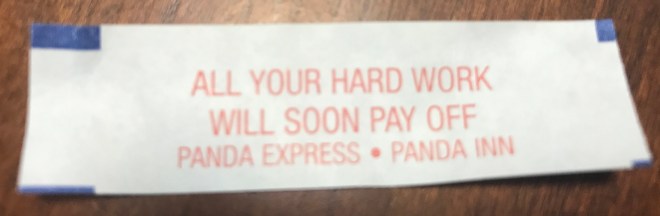 ALL YOUR HARD WORK
WILL SOON PAY OFF
PANDA EXPRESS • PANDA INN